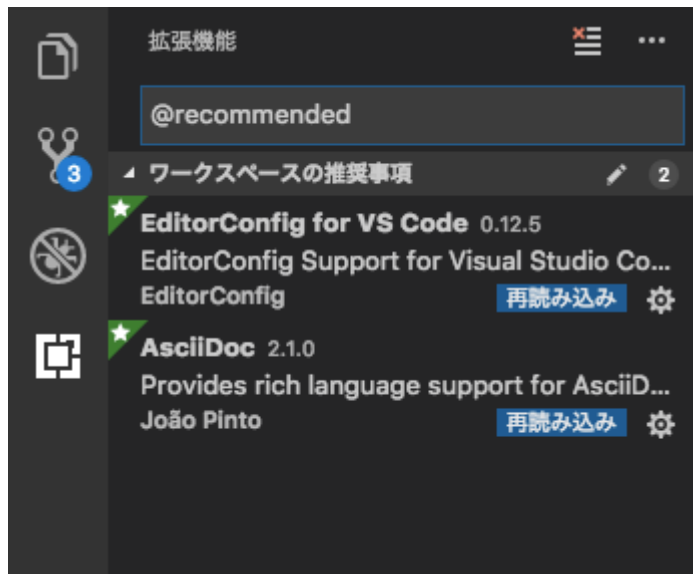 拡張機能
@recommended
3
ワークスペースの推奨事項 2
EditorConfig for VS Code 0.12.5
EditorConfig Support for Visual Studio Co...
EditorConfig 再読み込み
AsciiDoc 2.1.0
Provides rich language support for AsciiD...
João Pinto 再読み込み